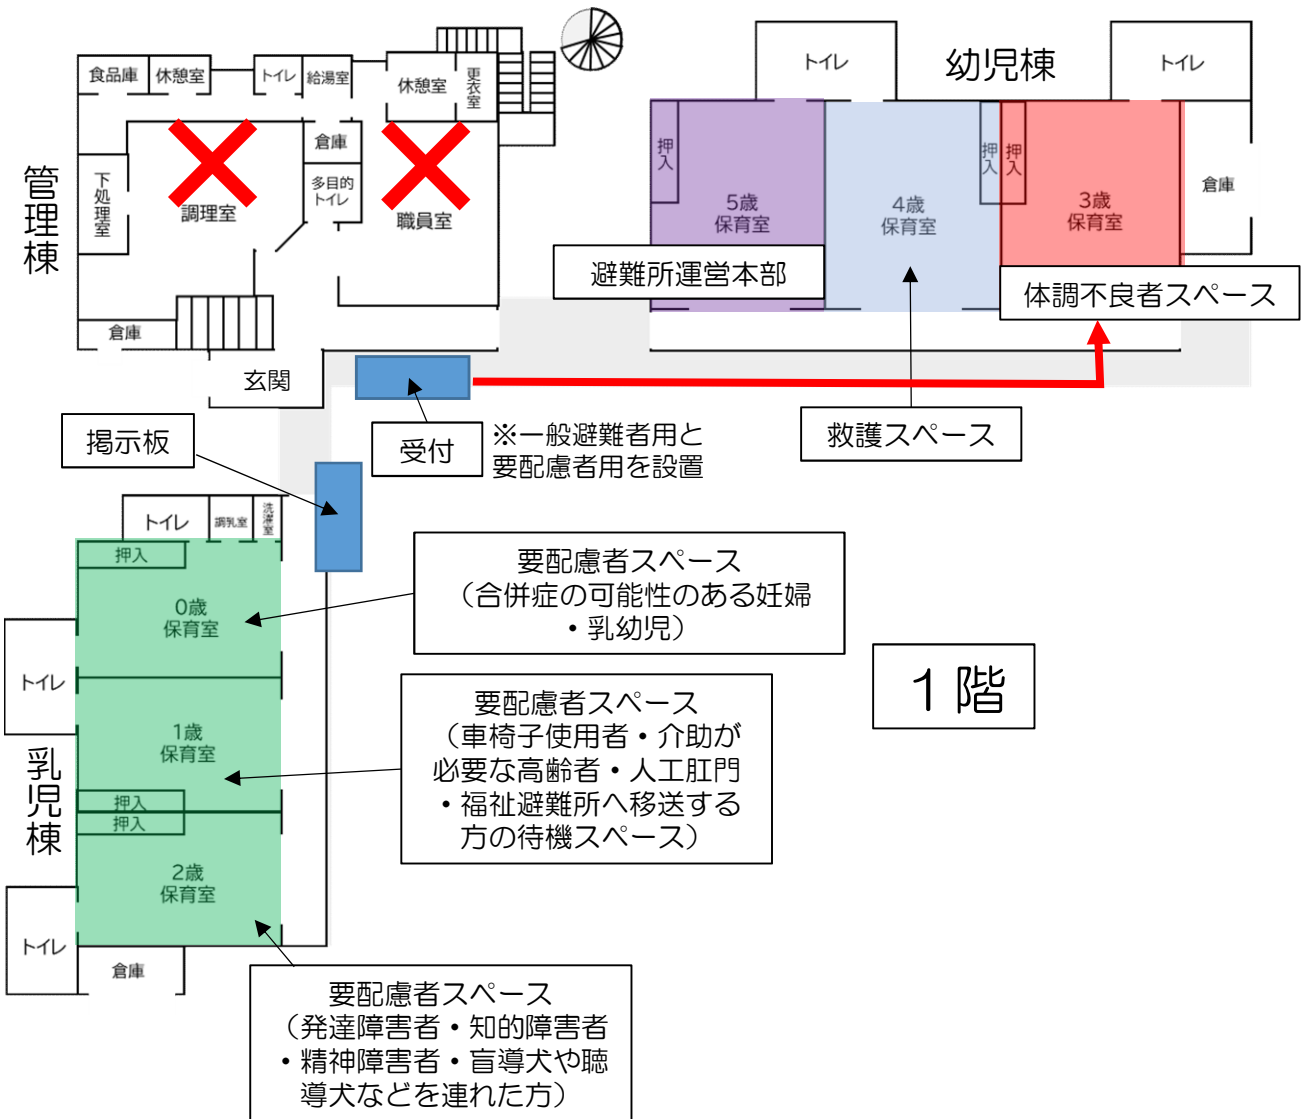 管理棟
食品庫
休憩室
トイレ
給湯室
休憩室
更衣室
倉庫
下処理室
調理室
多目的
トイレ
職員室
倉庫
玄関
幼児棟
トイレ
トイレ
押入
5歳
保育室
4歳
保育室
押入
押入
3歳
保育室
倉庫
避難所運営本部
体調不良者スペース
救護スペース
受付
※一般避難者用と
要配慮者用を設置
掲示板
乳児棟
トイレ
調乳室
洗濯室
押入
0歳
保育室
トイレ
1歳
保育室
押入
押入
2歳
保育室
トイレ
倉庫
要配慮者スペース
（合併症の可能性のある妊婦
・乳幼児）
要配慮者スペース
（車椅子使用者・介助が
必要な高齢者・人工肛門
・福祉避難所へ移送する
方の待機スペース）
要配慮者スペース
（発達障害者・知的障害者
・精神障害者・盲導犬や聴
導犬などを連れた方）
１階